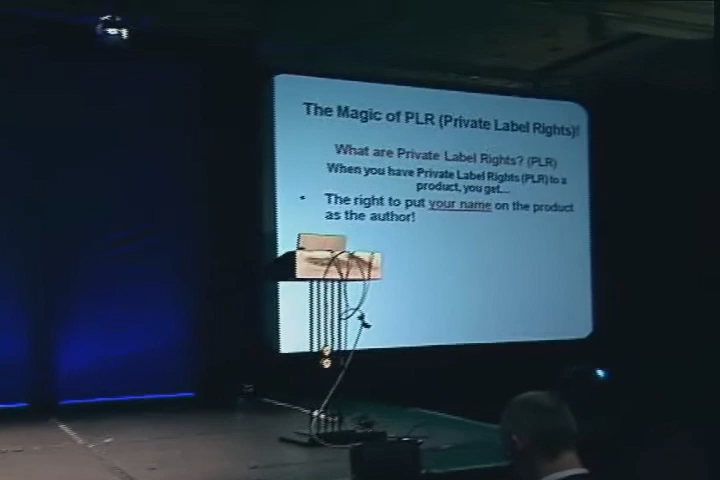 The Magic of PLR (Private Label Rights)!
What are Private Label Rights? (PLR)
When you have Private Label Rights (PLR) to a
product, you get...
• The right to put your name on the product
as the author!